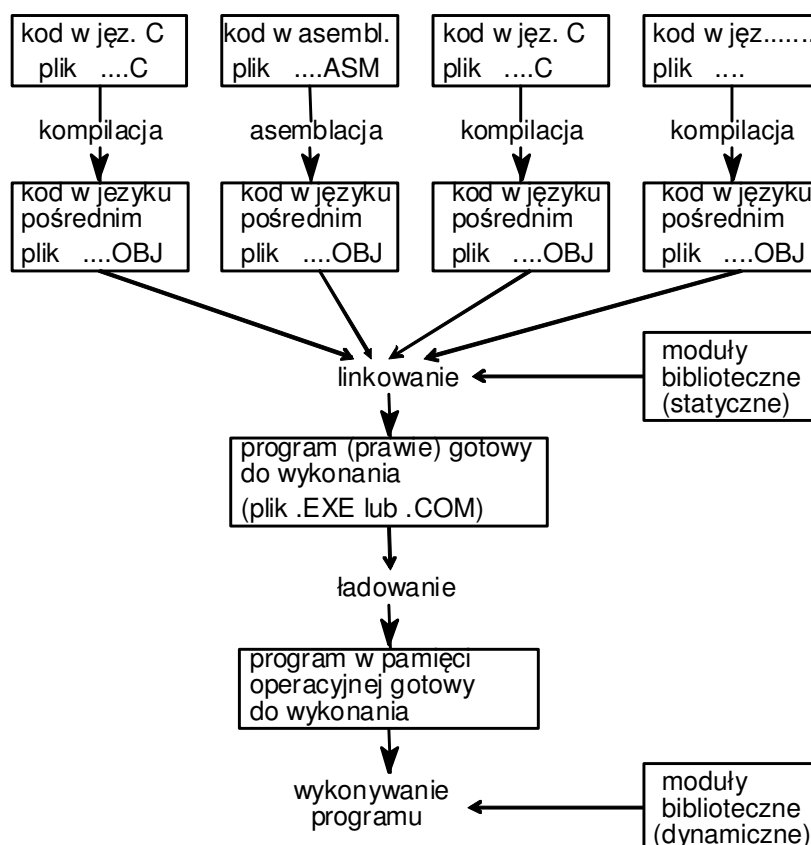 kod w jęz. C
plik ....C
kod w asembl.
plik ....ASM
kod w jęz. C
plik ....C
kod w jęz.......
plik ....
kompilacja
asemblacja
kompilacja
kompilacja
kod w jezyku
pośrednim
plik ....OBJ
kod w języku
pośrednim
plik ....OBJ
kod w języku
pośrednim
plik ....OBJ
kod w języku
pośrednim
plik ....OBJ
linkowanie
moduły
biblioteczne
(statyczne)
program (prawie) gotowy
do wykonania
(plik .EXE lub .COM)
ładowanie
program w pamięci
operacyjnej gotowy
do wykonania
wykonywanie
programu
moduły
biblioteczne
(dynamiczne)